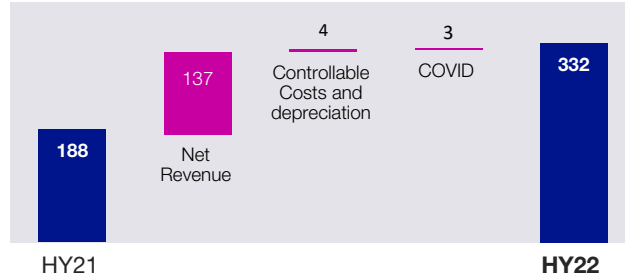 188
HY21
137
Net
Revenue
4
Controllable
Costs and
depreciation
3
COVID
332
HY22